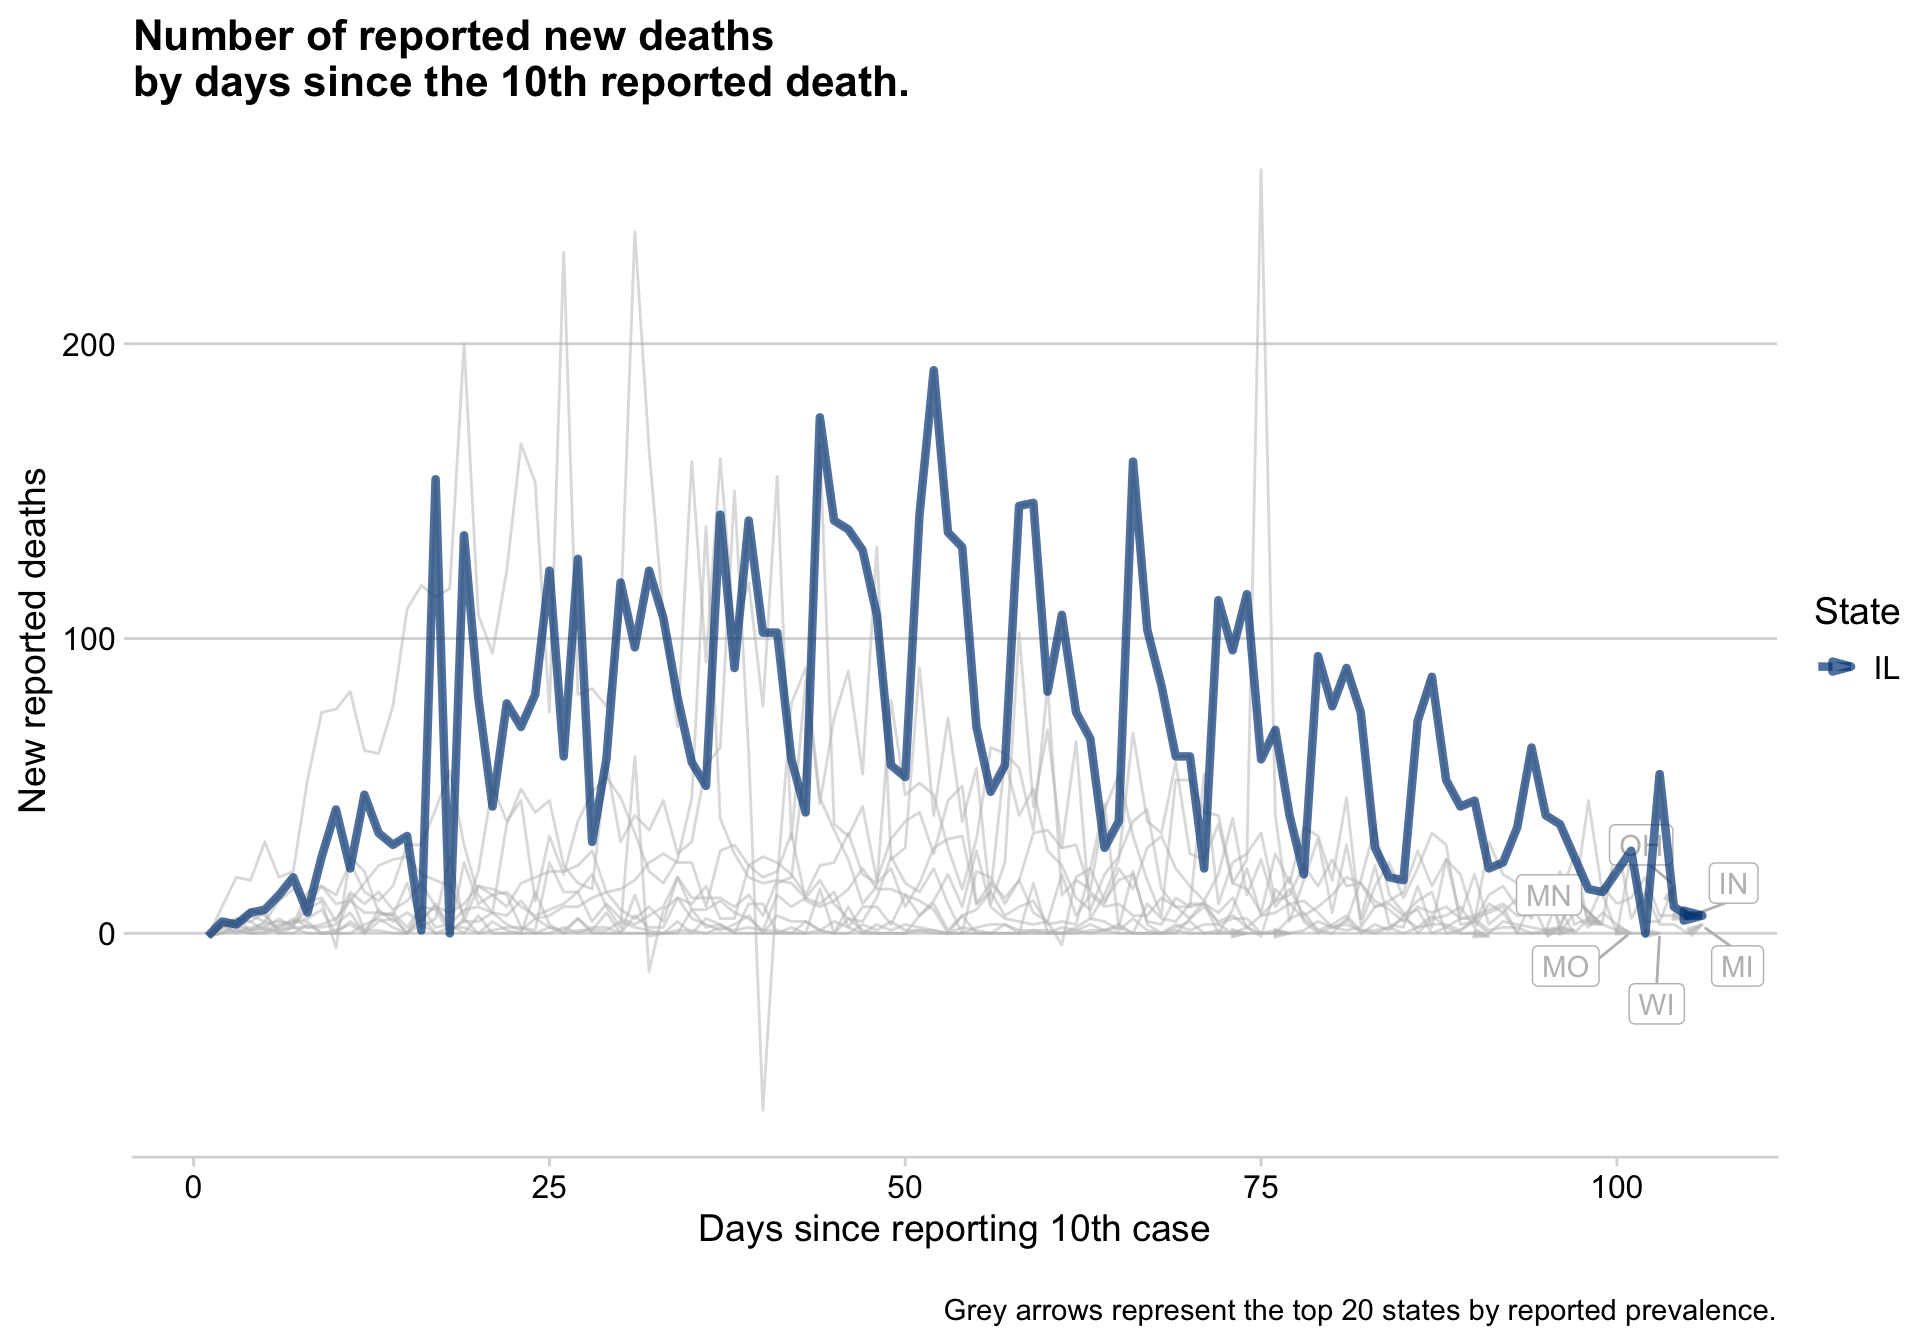 Number of reported new deaths
by days since the 10th reported death.
New reported deaths
200
100
0
OH
MN
IN
MO
WI
MI
0
25
50
75
100
Days since reporting 10th case
State
IL
Grey arrows represent the top 20 states by reported prevalence.